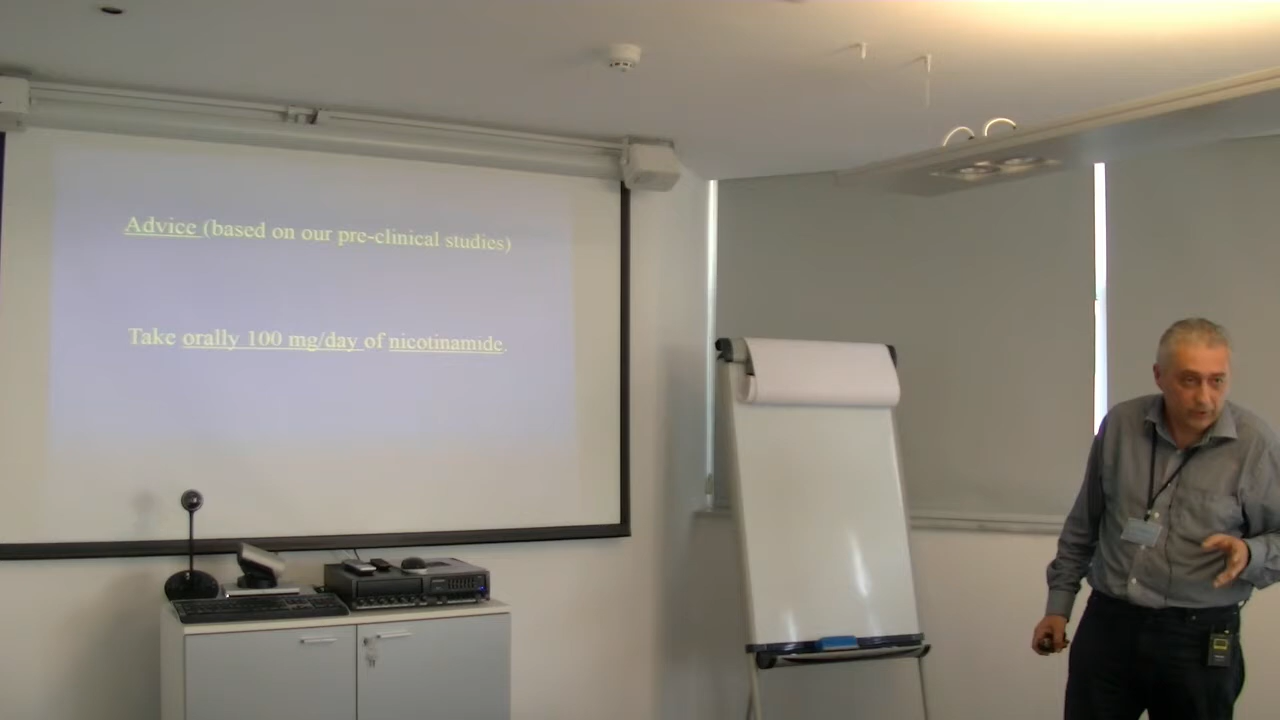 Advice (based on our pre-clinical studies)
Take orally 100 mg/day of nicotinamide.